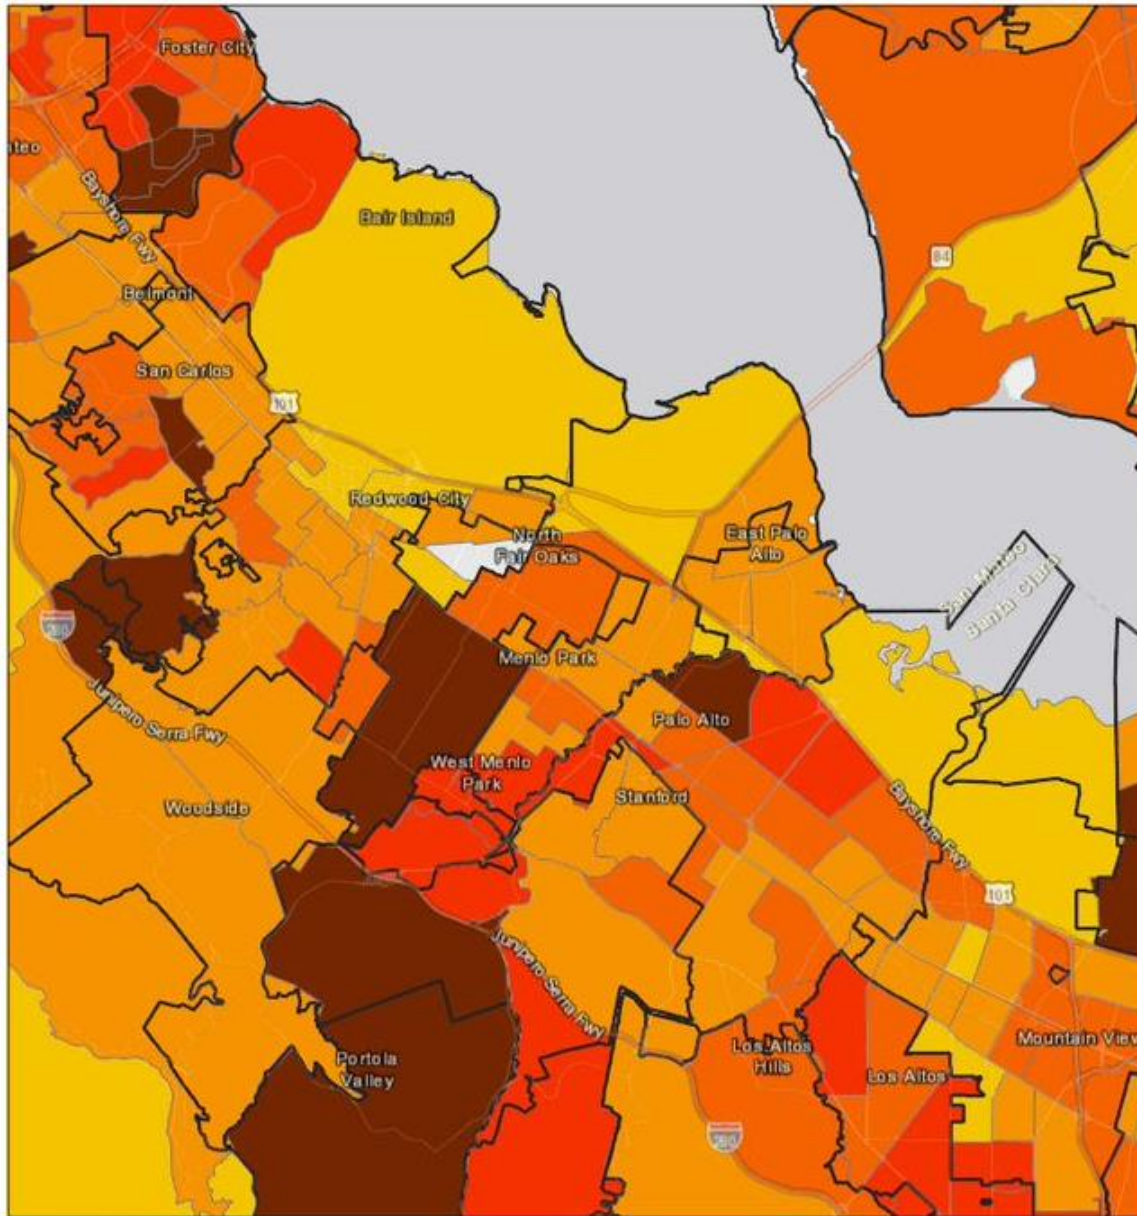 Foster City
ateo
Bayshore Fwy
Bair Island
84
Belmont
San Carlos
101
Redwood City
North
Fair Oaks
East Palo
Alto
San Mateo
Santa Clara
280
Menlo Park
Junipero Serra Fwy
Palo Alto
West Menlo
Park
Stanford
Woodside
Bayshore Fwy
101
Junipero Serra Fwy
Portola
Valley
Los Altos
Hills
Mountain View
Los Altos
280